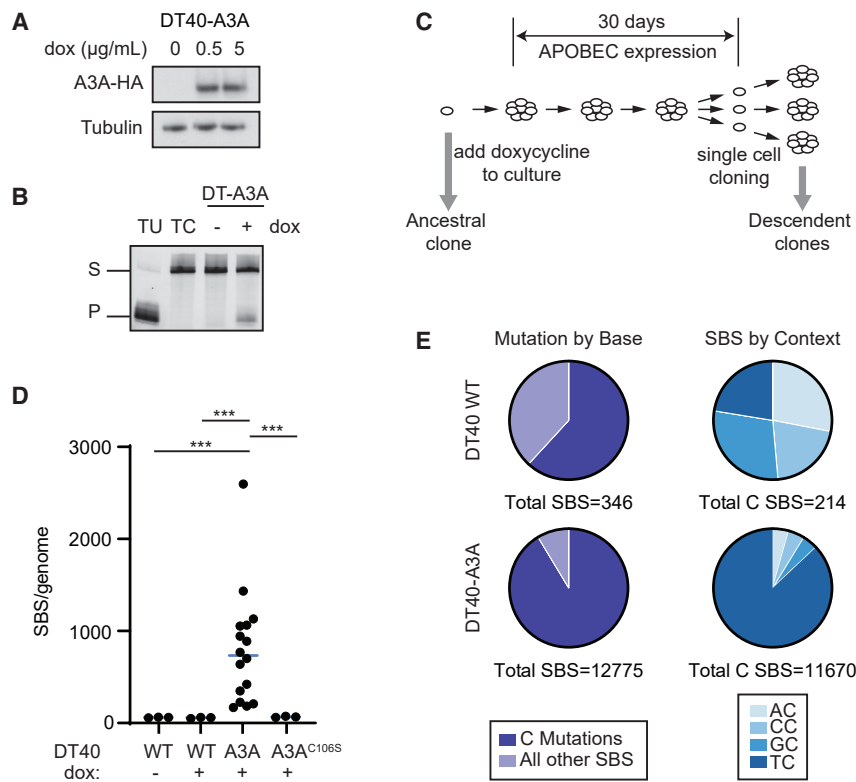 A
DT40-A3A
dox (µg/mL) 0 0.5 5
A3A-HA
Tubulin
B
DT-A3A
TU TC - + dox
S
P
C
30 days
APOBEC expression
add doxycycline
to culture
single cell
cloning
Ancestral
clone
Descendent
clones
D
***
***
***
3000
2000
1000
0
SBS/genome
DT40 WT WT A3A A3A^C106S
dox: - + + +
E
Mutation by Base
SBS by Context
DT40 WT
Total SBS=346
Total C SBS=214
DT40-A3A
Total SBS=12775
Total C SBS=11670
C Mutations
All other SBS
AC
CC
GC
TC